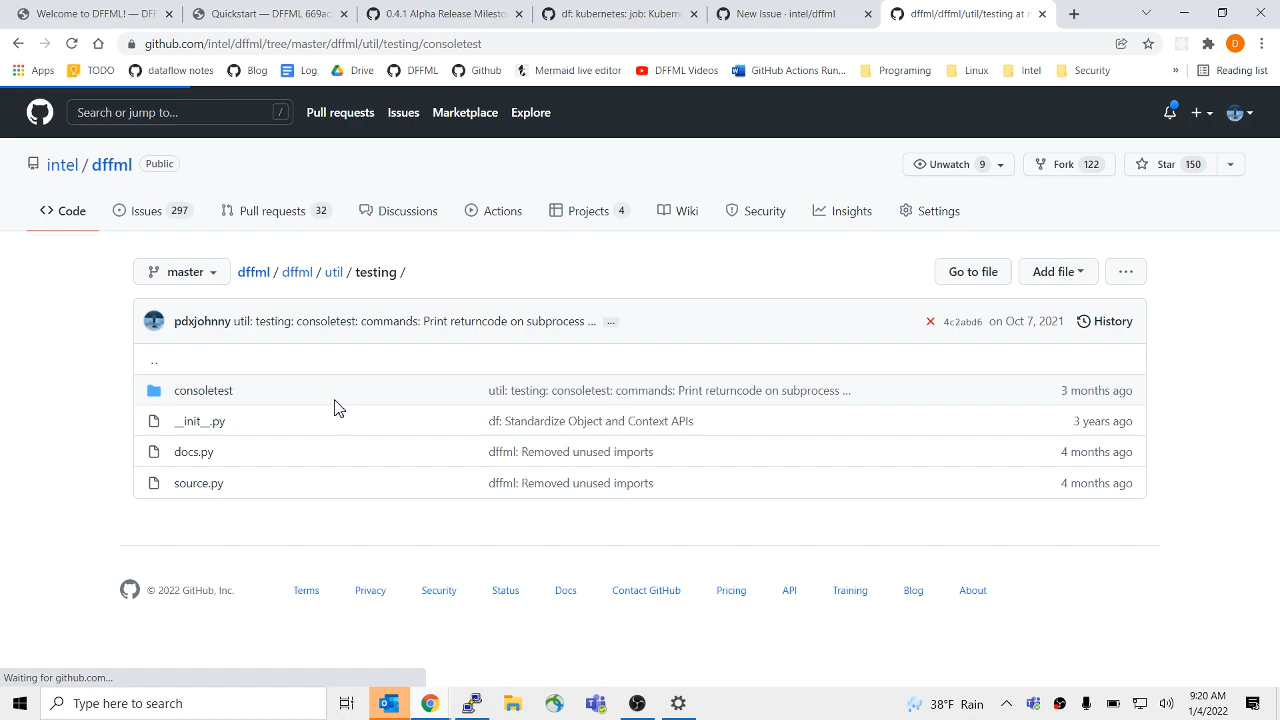 Welcome to DFFML! — DFF
Quickstart — DFFML 669ac
0.4.1 Alpha Release Milesto
df: kubernetes: job: Kubern
New Issue · intel/dffml
dffml/dffml/util/testing at m
github.com/intel/dffml/tree/master/dffml/util/testing/consoletest
Apps
TODO
dataflow notes
Blog
Log
Drive
DFFML
Github
Mermaid live editor
DFFML Videos
GitHub Actions Run...
Programing
Linux
Intel
Security
»
Reading list
Search or jump to... /
Pull requests
Issues
Marketplace
Explore
intel / dffml Public
Unwatch 9
Fork 122
Star 150
<> Code
Issues 297
Pull requests 32
Discussions
Actions
Projects 4
Wiki
Security
Insights
Settings
master
dffml / dffml / util / testing /
Go to file
Add file
...
pdxjohnny util: testing: consoletest: commands: Print returncode on subprocess ... ...
4c2abd6 on Oct 7, 2021
History
..
consoletest util: testing: consoletest: commands: Print returncode on subprocess ... 3 months ago
__init__.py df: Standardize Object and Context APIs 3 years ago
docs.py dffml: Removed unused imports 4 months ago
source.py dffml: Removed unused imports 4 months ago
© 2022 GitHub, Inc.
Terms
Privacy
Security
Status
Docs
Contact GitHub
Pricing
API
Training
Blog
About
Waiting for github.com...
Type here to search
38°F Rain
9:20 AM
1/4/2022
D